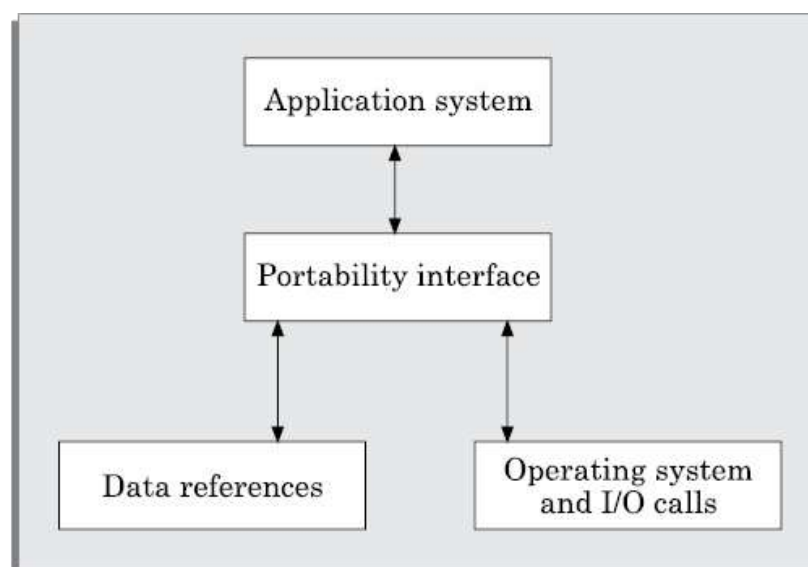 Application system
Portability interface
Data references
Operating system
and I/O calls